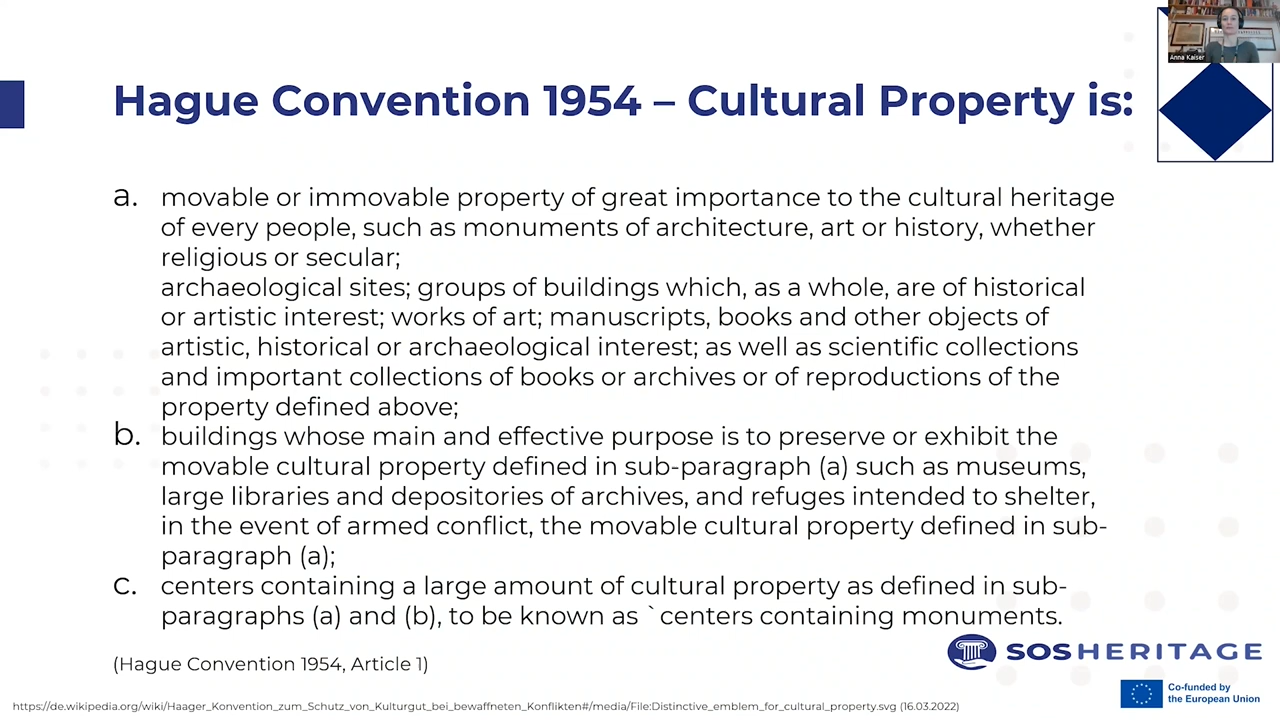 Anna Kaiser
Hague Convention 1954 – Cultural Property is:
a. movable or immovable property of great importance to the cultural heritage
of every people, such as monuments of architecture, art or history, whether
religious or secular;
archaeological sites; groups of buildings which, as a whole, are of historical
or artistic interest; works of art; manuscripts, books and other objects of
artistic, historical or archaeological interest; as well as scientific collections
and important collections of books or archives or of reproductions of the
property defined above;
b. buildings whose main and effective purpose is to preserve or exhibit the
movable cultural property defined in sub-paragraph (a) such as museums,
large libraries and depositories of archives, and refuges intended to shelter,
in the event of armed conflict, the movable cultural property defined in sub-
paragraph (a);
c. centers containing a large amount of cultural property as defined in sub-
paragraphs (a) and (b), to be known as `centers containing monuments.
(Hague Convention 1954, Article 1)
SOSHERITAGE
Co-funded by
the European Union
https://de.wikipedia.org/wiki/Haager_Konvention_zum_Schutz_von_Kulturgut_bei_bewaffneten_Konflikten#/media/File:Distinctive_emblem_for_cultural_property.svg (16.03.2022)